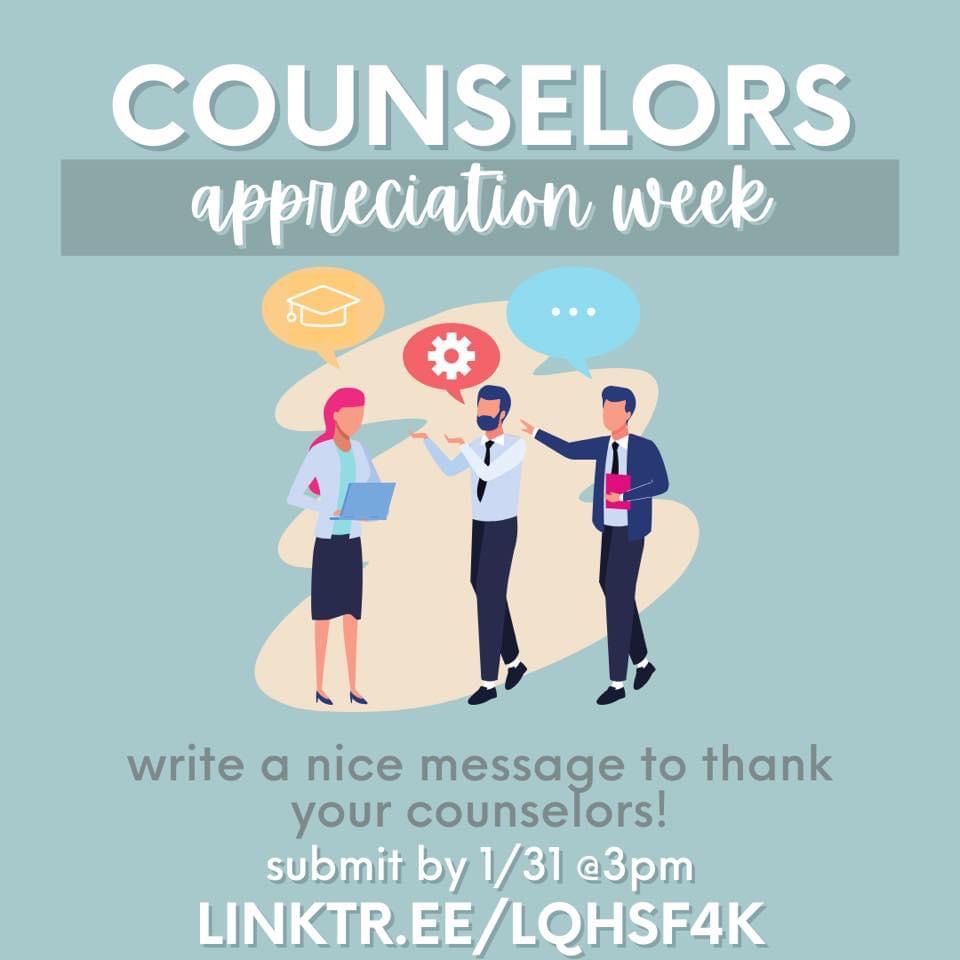 COUNSELORS
appreciation week
write a nice message to thank
your counselors!
submit by 1/31 @3pm
LINKTR.EE/LQHSF4K